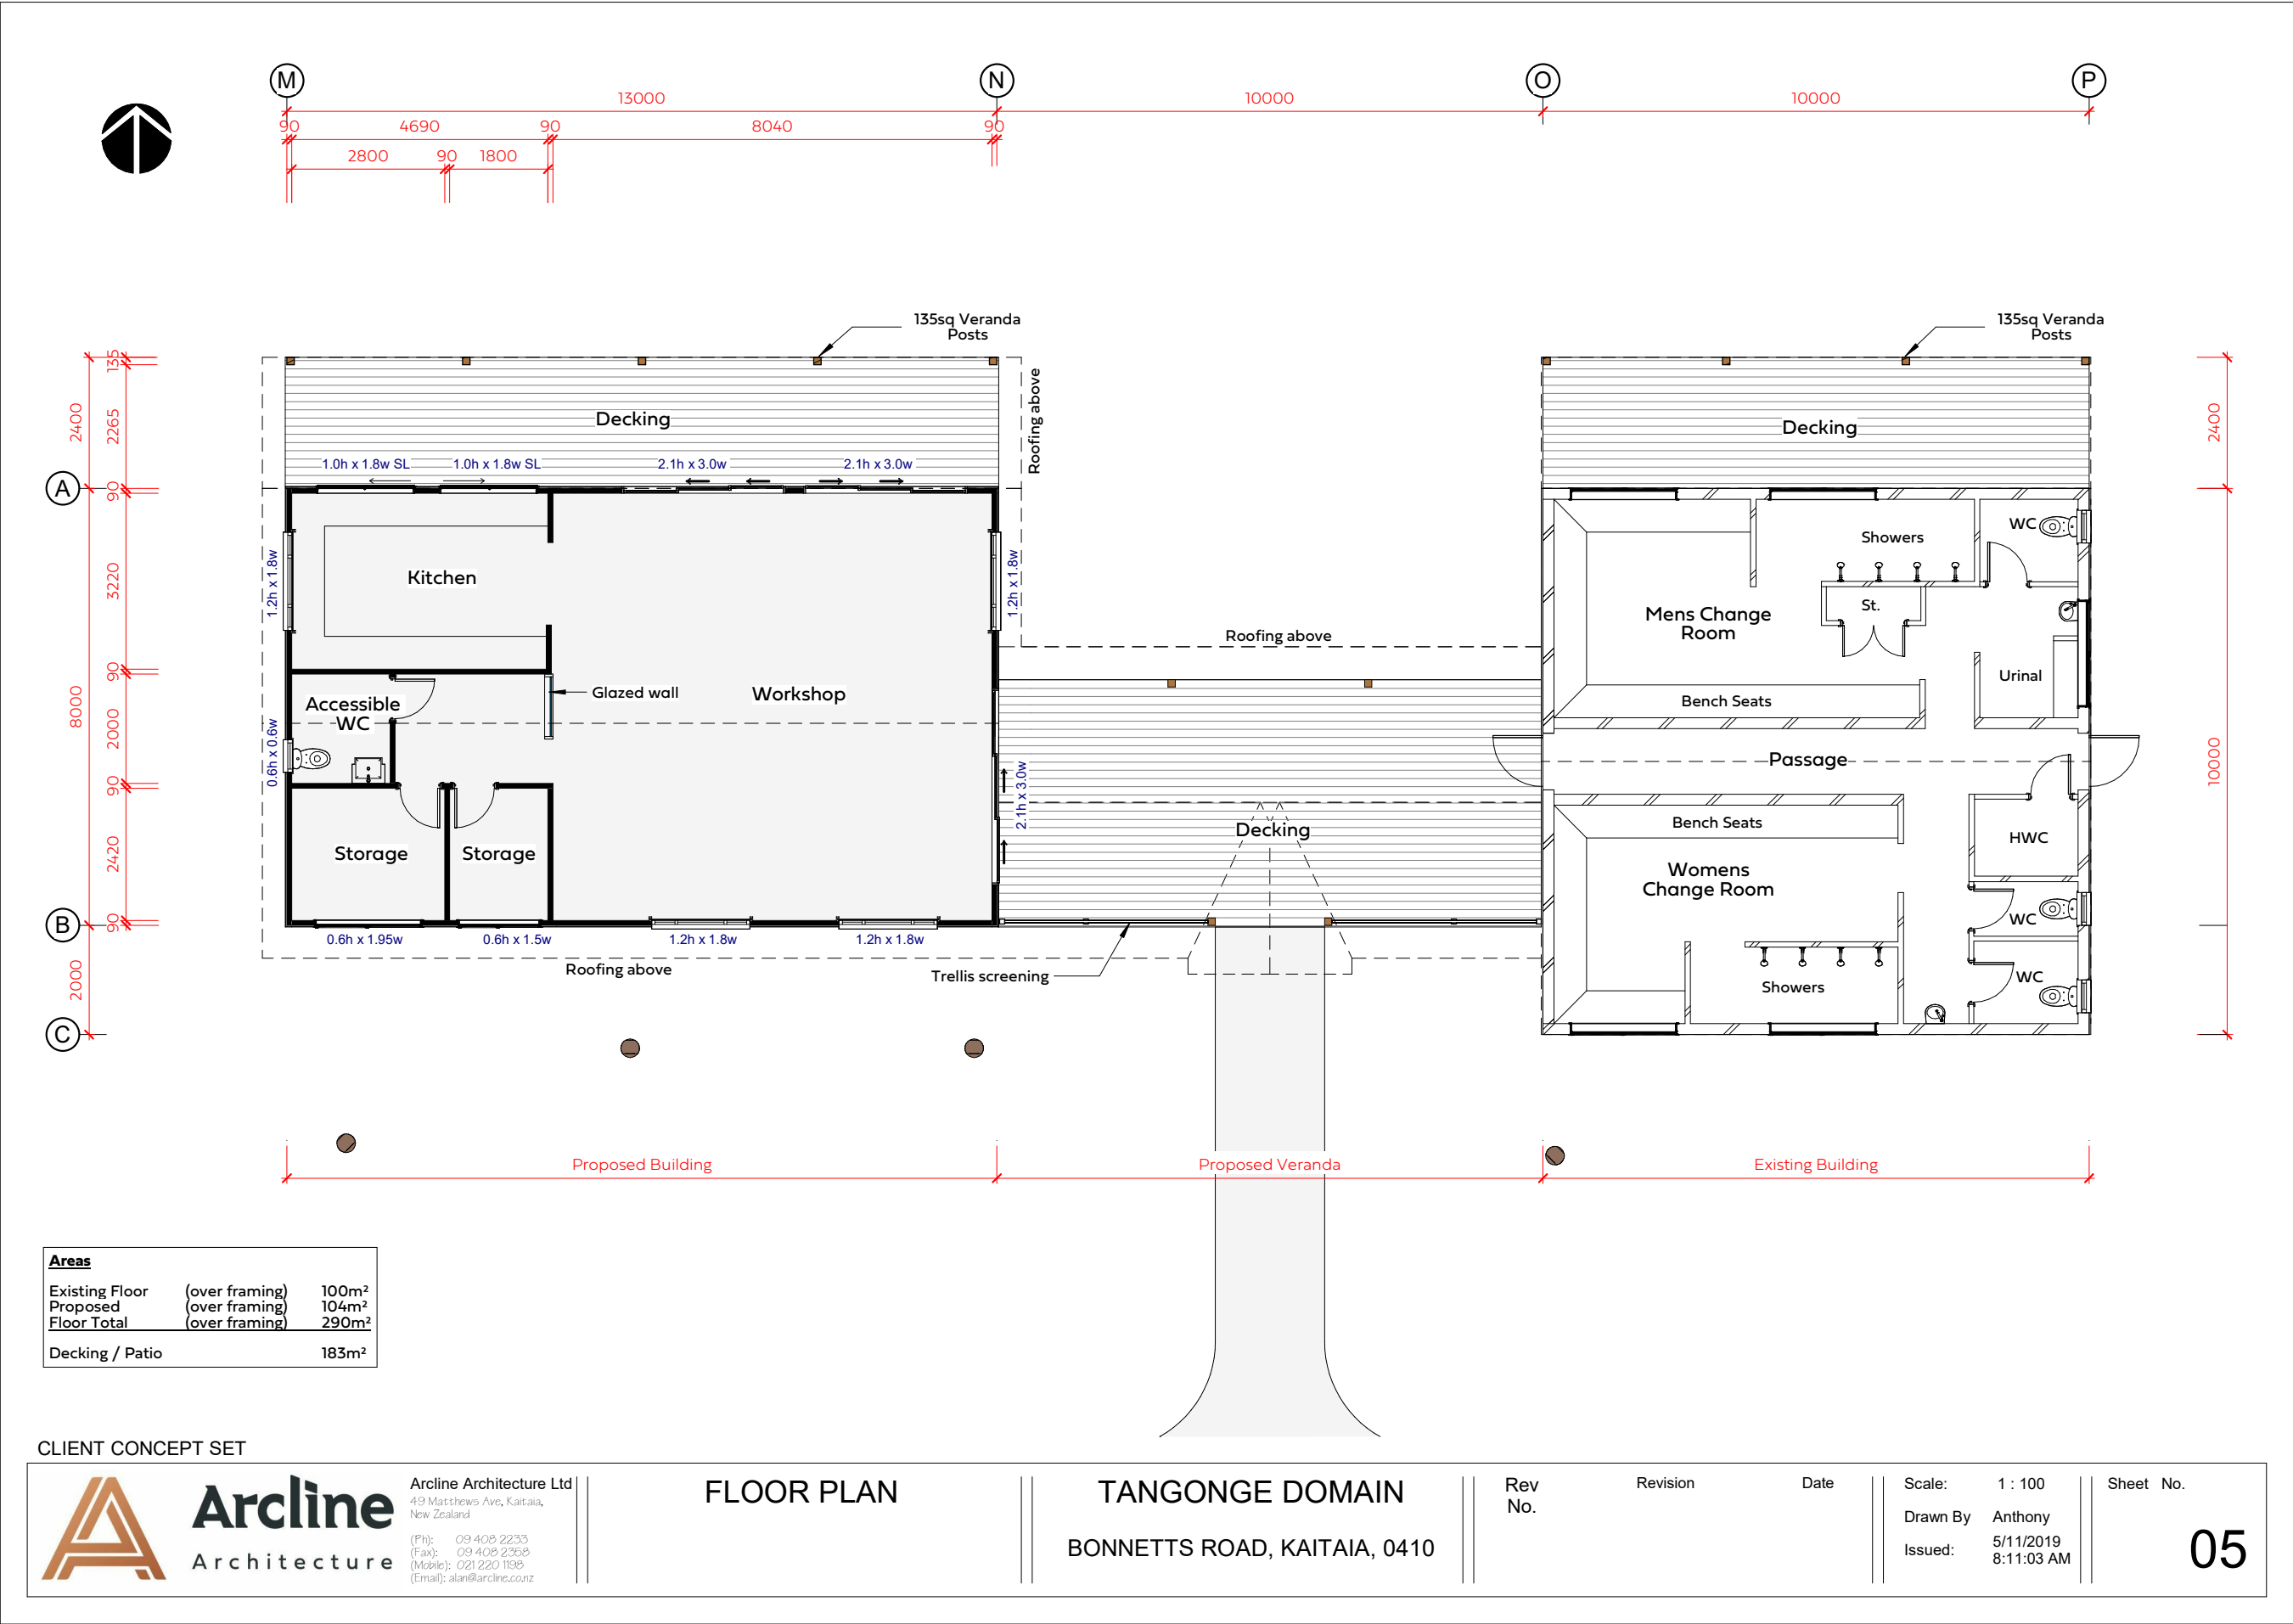 M
N
O
P
13000
10000
10000
90
4690
90
8040
90
2800
90
1800
135sq Veranda
Posts
135sq Veranda
Posts
135
2265
2400
2400
Roofing above
Decking
Decking
1.0h x 1.8w SL
1.0h x 1.8w SL
2.1h x 3.0w
2.1h x 3.0w
A
90
WC
Showers
1.2h x 1.8w
1.2h x 1.8w
3220
Kitchen
St.
Mens Change
Room
Roofing above
90
Urinal
Accessible
WC
Glazed wall
Workshop
Bench Seats
8000
2000
0.6h x 0.6w
Passage
10000
90
2.1h x 3.0w
Decking
Bench Seats
HWC
2420
Storage
Storage
Womens
Change Room
B
90
WC
0.6h x 1.95w
0.6h x 1.5w
1.2h x 1.8w
1.2h x 1.8w
Roofing above
Trellis screening
WC
2000
Showers
C
Proposed Building
Proposed Veranda
Existing Building
Areas
Existing Floor (over framing) 100m²
Proposed (over framing) 104m²
Floor Total (over framing) 290m²
Decking / Patio 183m²
CLIENT CONCEPT SET
Arcline
Architecture
Arcline Architecture Ltd
49 Matthews Ave, Kaitaia,
New Zealand
(Ph): 09 408 2233
(Fax): 09 408 2358
(Mobile): 021 220 1198
(Email): alan@arcline.co.nz
FLOOR PLAN
TANGONGE DOMAIN
BONNETTS ROAD, KAITAIA, 0410
Rev
No.
Revision
Date
Scale: 1 : 100
Drawn By Anthony
Issued: 5/11/2019
8:11:03 AM
Sheet No.
05